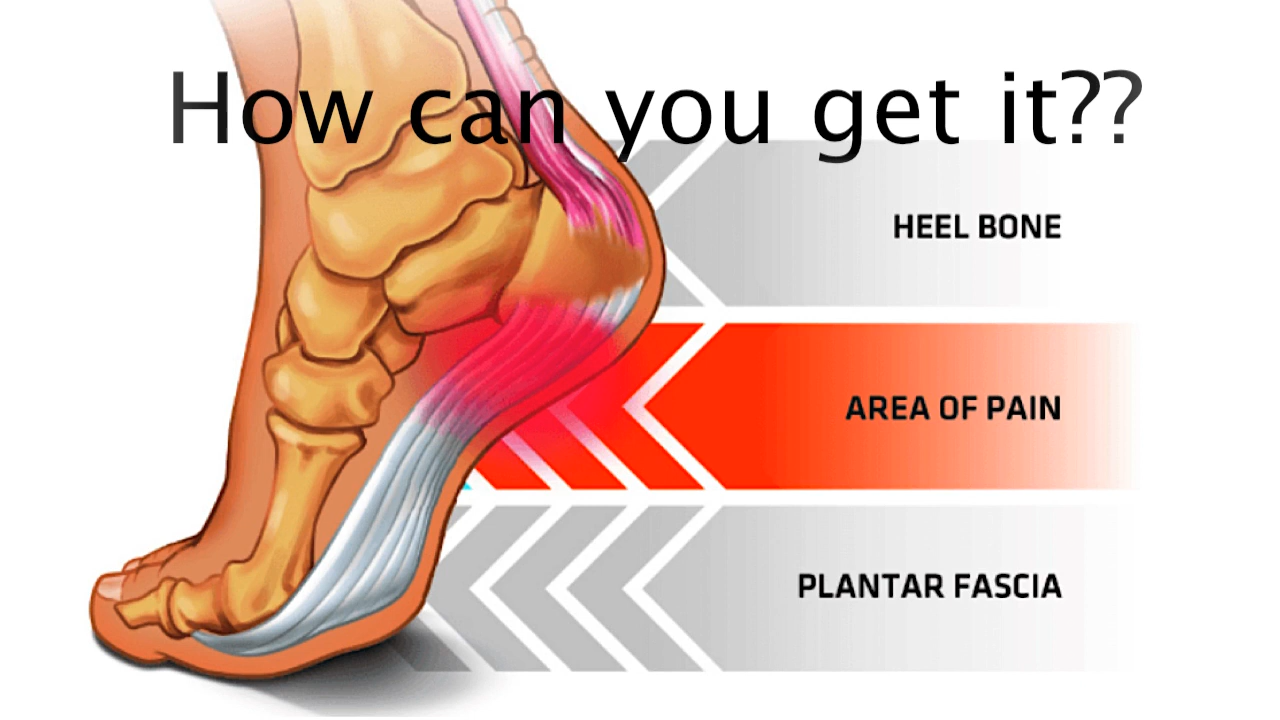 How can you get it??
HEEL BONE
AREA OF PAIN
PLANTAR FASCIA